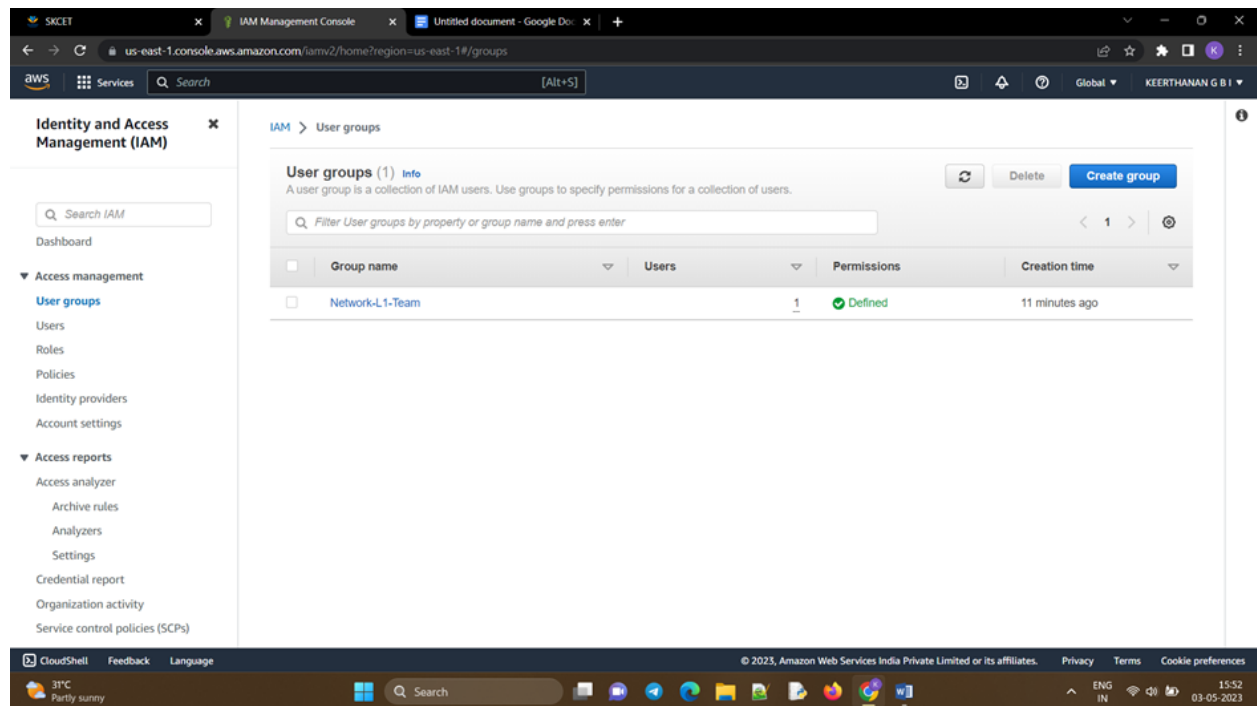 SKCET
IAM Management Console
Untitled document - Google Doc
us-east-1.console.aws.amazon.com/iamv2/home?region=us-east-1#/groups
K
aws
Services
Search
[Alt+S]
Global
KEERTHANAN G B I
Identity and Access
Management (IAM)
Search IAM
Dashboard
Access management
User groups
Users
Roles
Policies
Identity providers
Account settings
Access reports
Access analyzer
Archive rules
Analyzers
Settings
Credential report
Organization activity
Service control policies (SCPs)
IAM > User groups
User groups (1) Info
A user group is a collection of IAM users. Use groups to specify permissions for a collection of users.
Delete
Create group
Filter User groups by property or group name and press enter
< 1 >
Group name Users Permissions Creation time
Network-L1-Team 1 Defined 11 minutes ago
CloudShell Feedback Language
© 2023, Amazon Web Services India Private Limited or its affiliates. Privacy Terms Cookie preferences
31°C
Partly sunny
Search
ENG
IN
15:52
03-05-2023